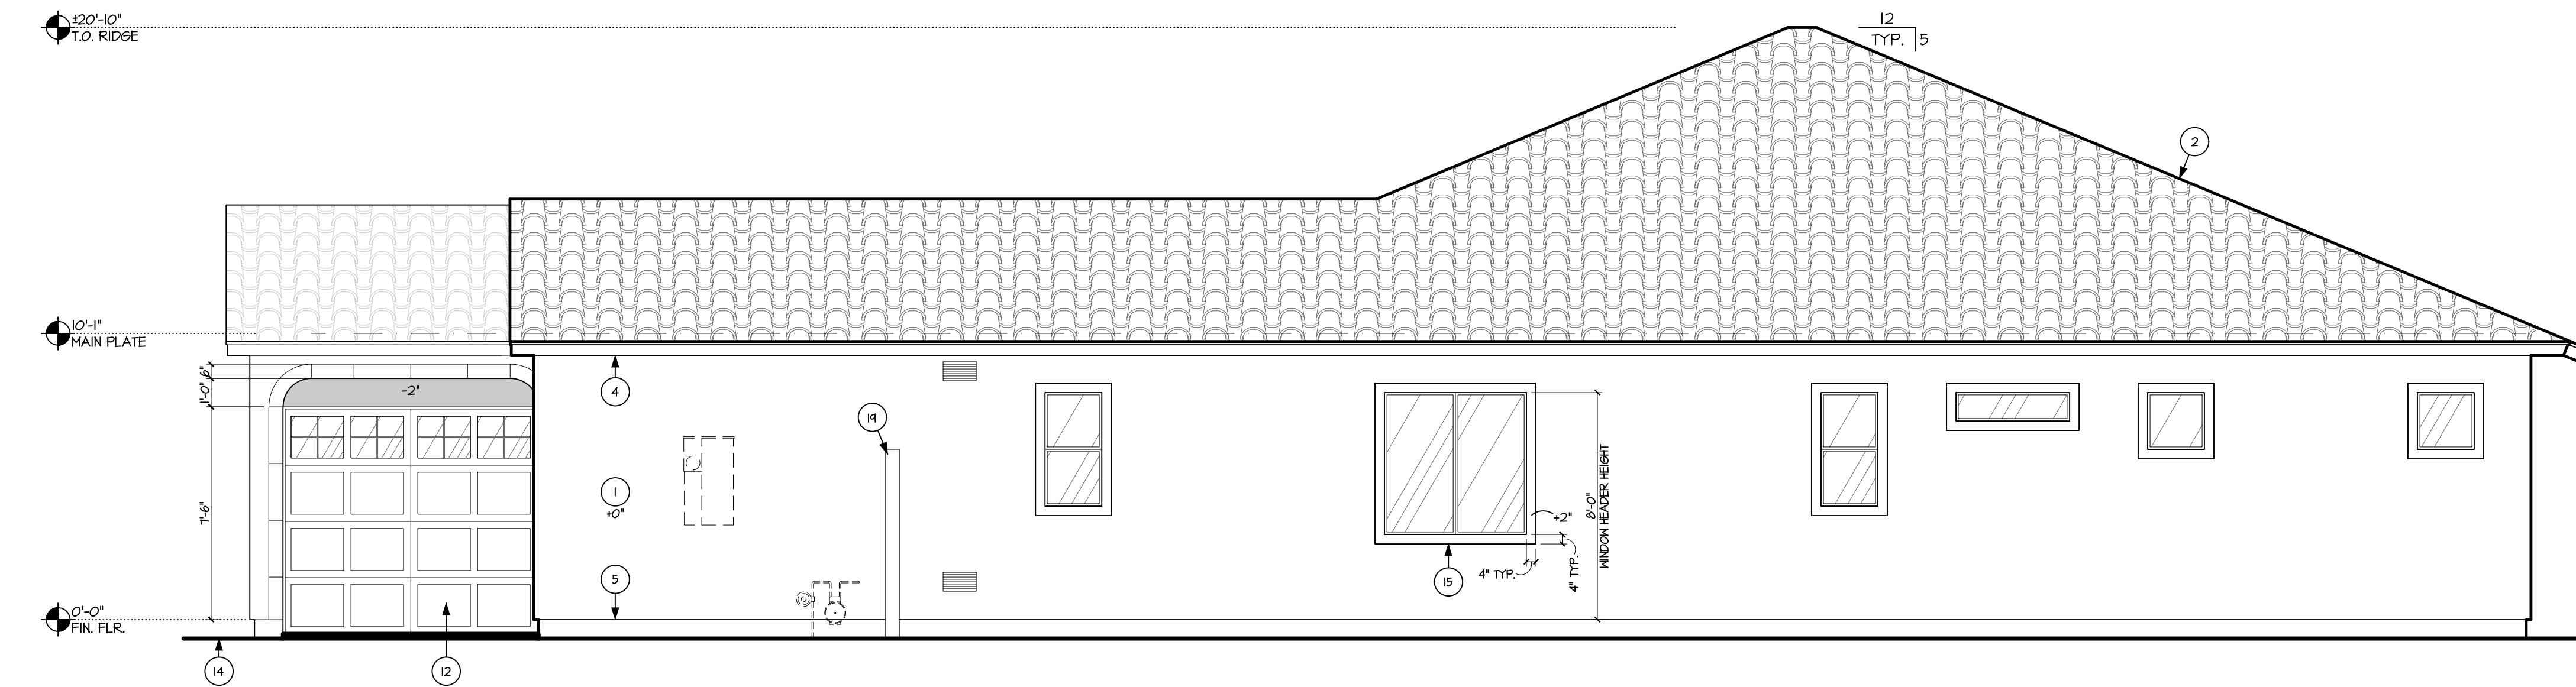 ±20'-10"
T.O. RIDGE
12
TYP. 5
2
10'-1"
MAIN PLATE
6"
1'-0"
-2"
4
19
7'-6"
1
+0"
+2"
8'-0"
WINDOW HEADER HEIGHT
5
15
4" TYP.
4" TYP.
0'-0"
FIN. FLR.
14
12